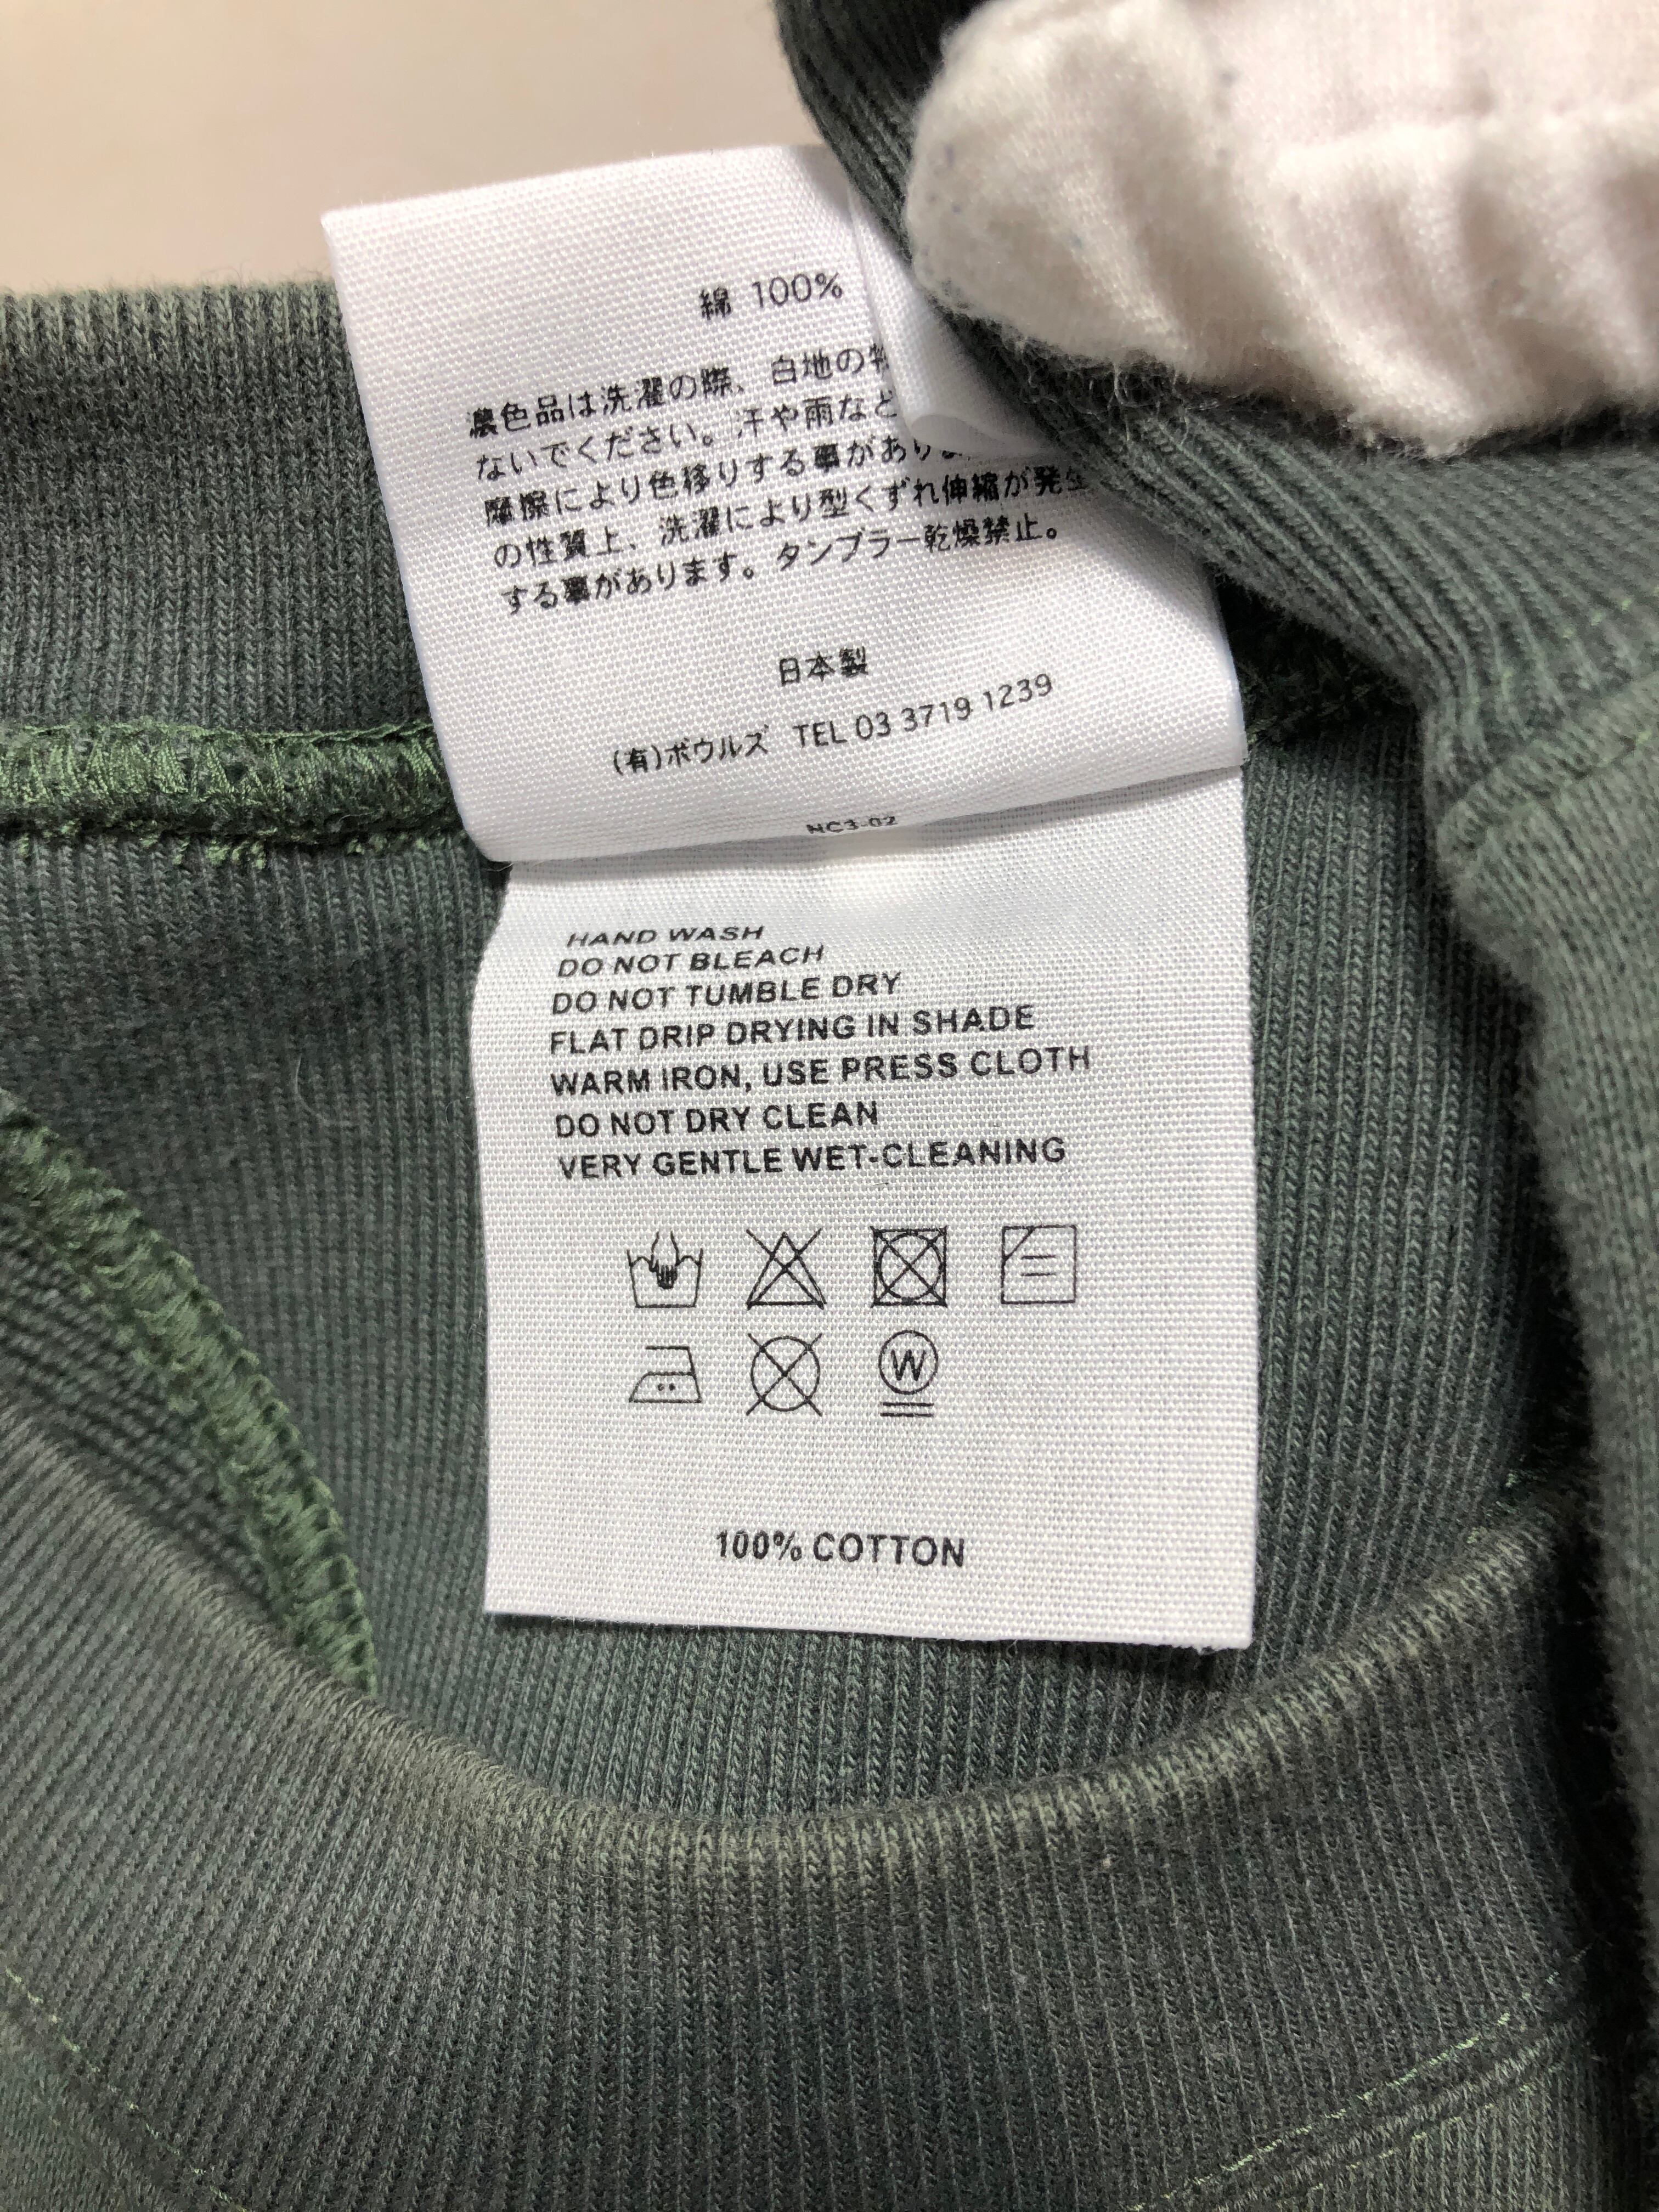 綿 100%
濃色品は洗濯の際、白地の
ないでください。汗や雨など
摩擦により色移りする事があり
の性質上、洗濯により型くずれ伸縮が発生
する事があります。タンブラー乾燥禁止。
日本製
(有)ボウルズ TEL 03 3719 1239
NC3-02
HAND WASH
DO NOT BLEACH
DO NOT TUMBLE DRY
FLAT DRIP DRYING IN SHADE
WARM IRON, USE PRESS CLOTH
DO NOT DRY CLEAN
VERY GENTLE WET-CLEANING
W
100% COTTON